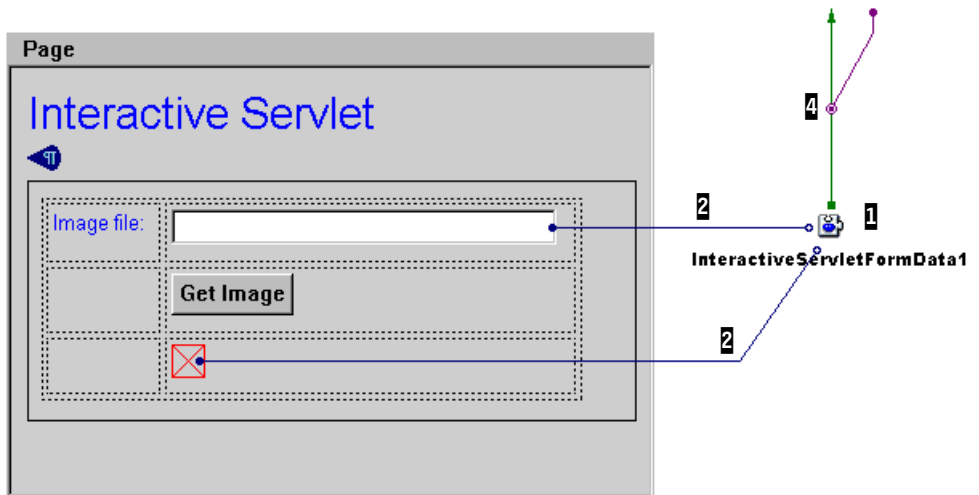 Page
Interactive Servlet
¶
Image file:
Get Image
4
2
1
InteractiveServletFormData1
2